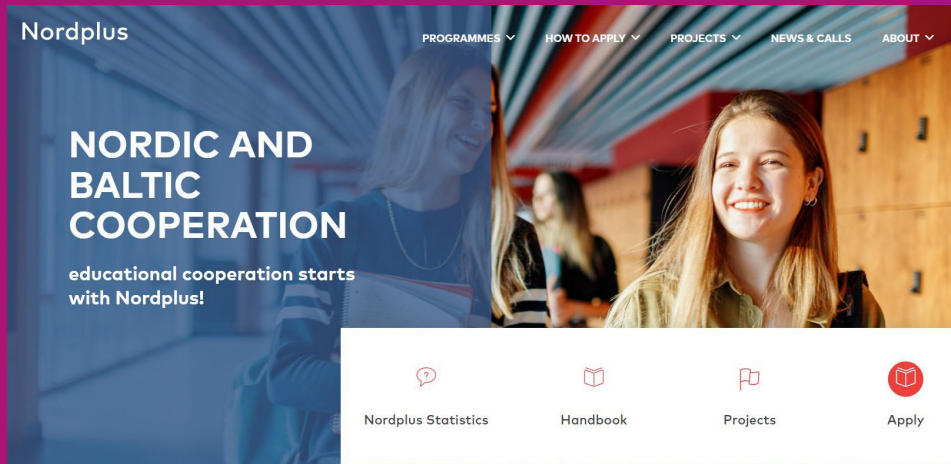 Nordplus
PROGRAMMES HOW TO APPLY PROJECTS NEWS & CALLS ABOUT
NORDIC AND
BALTIC
COOPERATION
educational cooperation starts
with Nordplus!
?
Nordplus Statistics Handbook Projects Apply